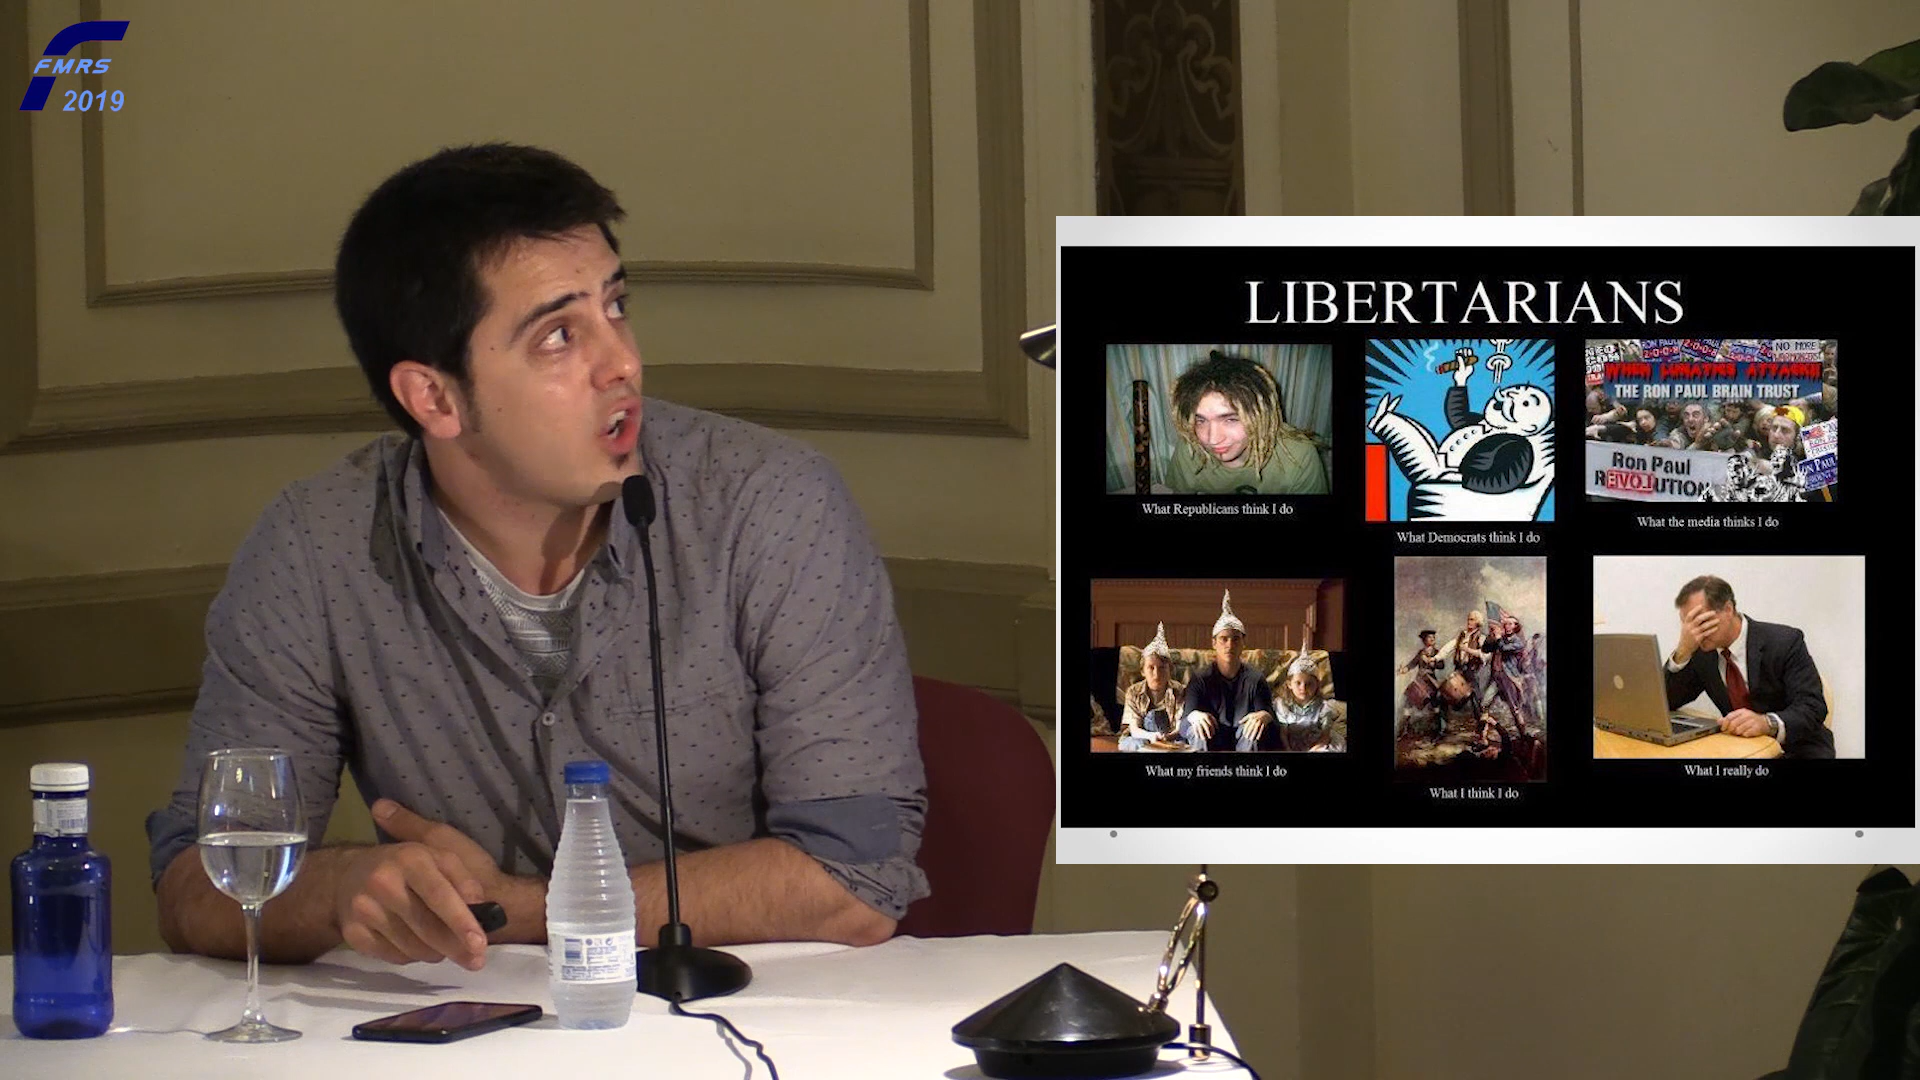 FMRS
2019
LIBERTARIANS
NO MORE
WHEN LUNATICS ATTACK!!
THE RON PAUL BRAIN TRUST
Ron Paul
REVOLUTION
What Republicans think I do
What Democrats think I do
What the media thinks I do
What my friends think I do
What I think I do
What I really do